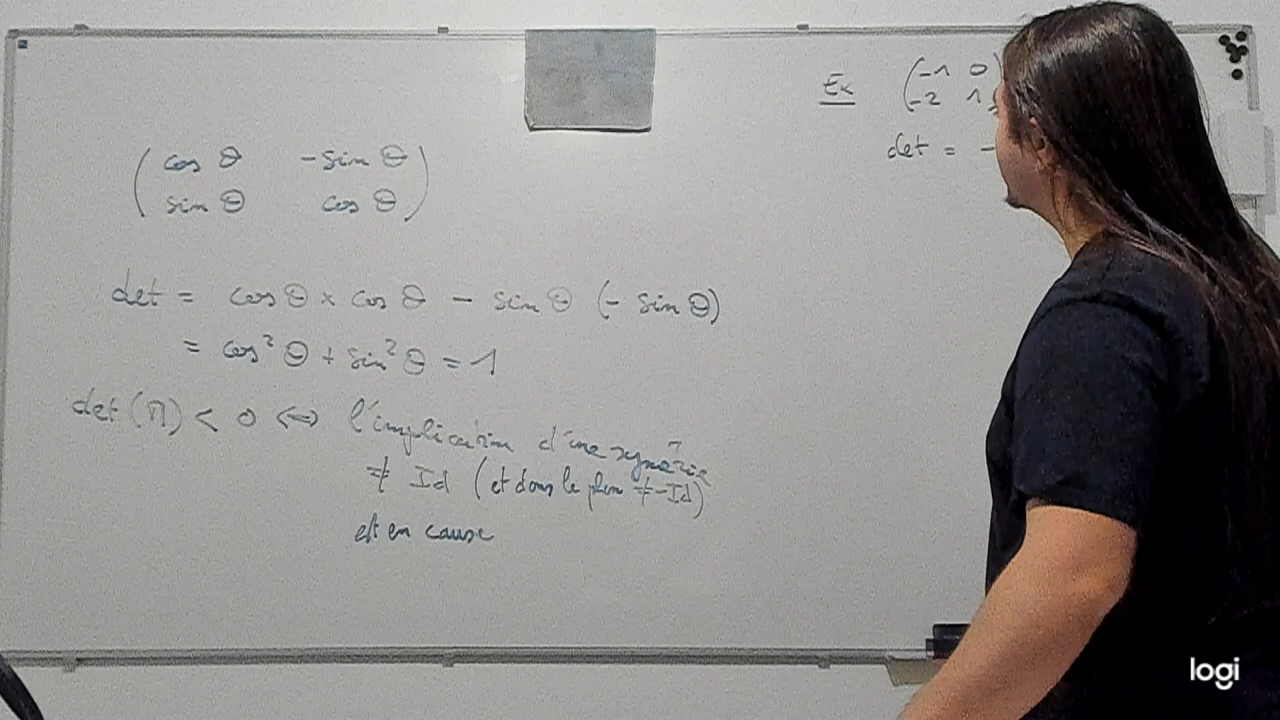 ( cos θ -sin θ )
( sin θ cos θ )
det = cos θ × cos θ - sin θ (- sin θ)
= cos² θ + sin² θ = 1
det (M) < 0 <=> l'implication d'une symétrie
≠ Id (et dans le plan ≠ -Id)
est en cause
Ex
( -1 0 )
( -2 1
det = -
logi